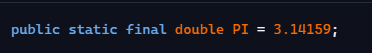 public static final double PI = 3.14159;